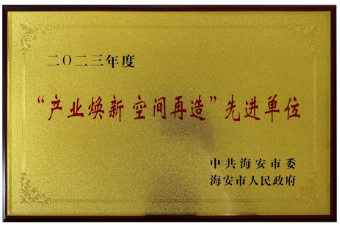 二〇二三年度
“产业焕新 空间再造”先进单位
中共海安市委
海安市人民政府